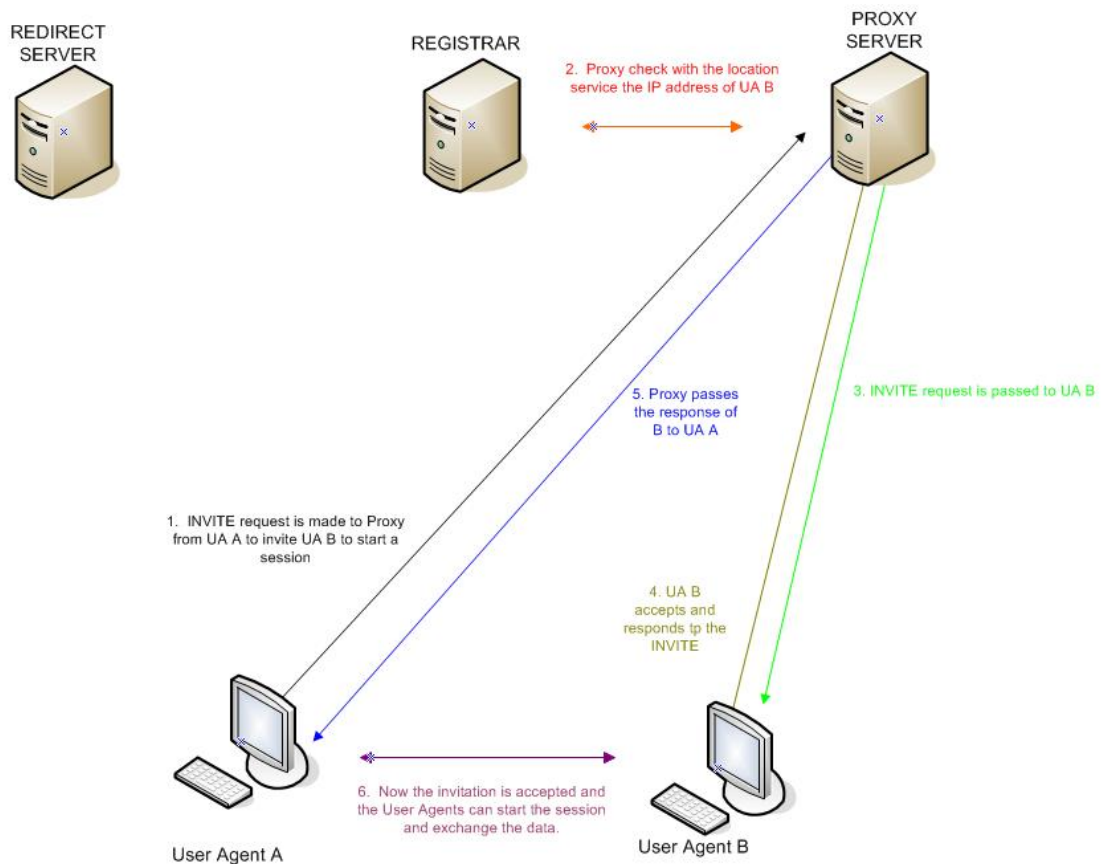 REDIRECT
SERVER
REGISTRAR
PROXY
SERVER
2. Proxy check with the location
service the IP address of UA B
3. INVITE request is passed to UA B
5. Proxy passes
the response of
B to UA A
1. INVITE request is made to Proxy
from UA A to invite UA B to start a
session
4. UA B
accepts and
responds tp the
INVITE
6. Now the invitation is accepted and
the User Agents can start the session
and exchange the data.
User Agent A
User Agent B